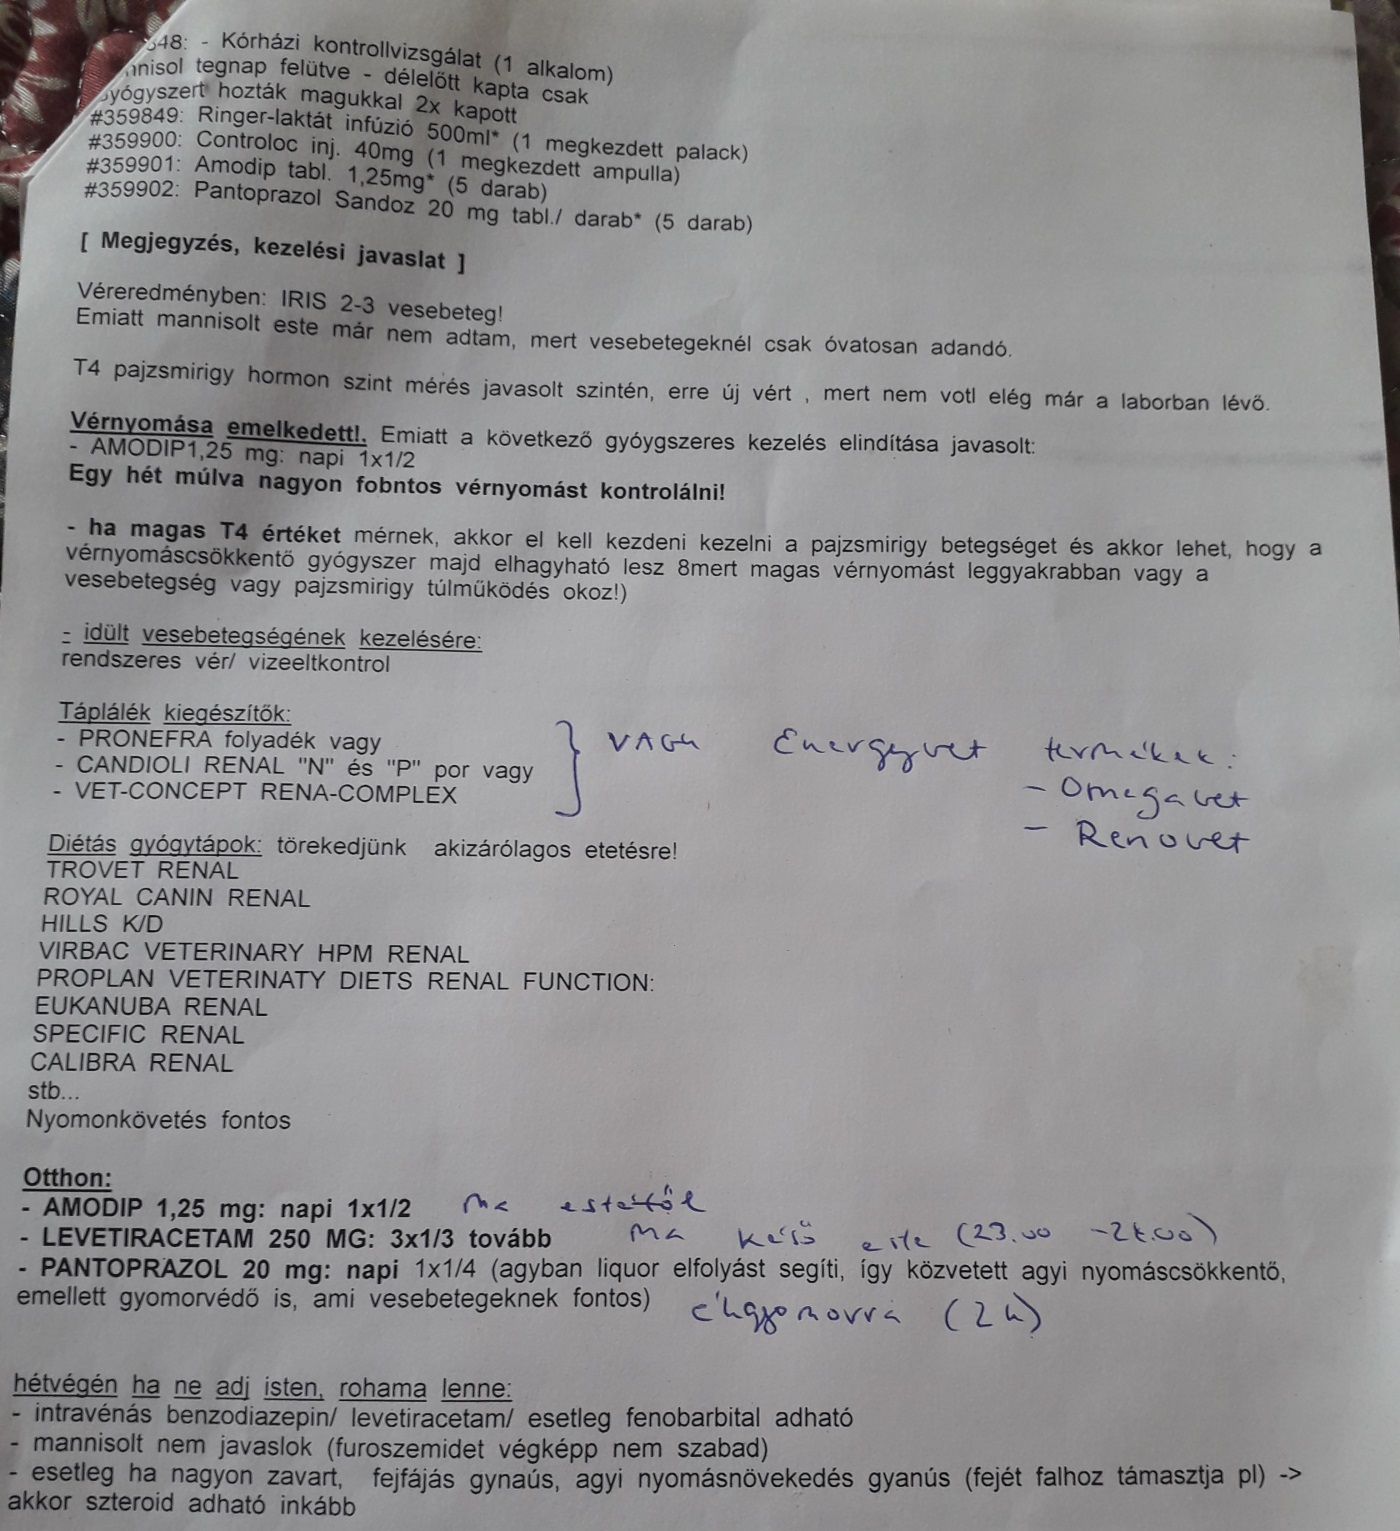 348: - Kórházi kontrollvizsgálat (1 alkalom)
nnisol tegnap felütve - délelőtt kapta csak
gyógyszert hozták magukkal 2x kapott
#359849: Ringer-laktát infúzió 500ml* (1 megkezdett palack)
#359900: Controloc inj. 40mg (1 megkezdett ampulla)
#359901: Amodip tabl. 1,25mg* (5 darab)
#359902: Pantoprazol Sandoz 20 mg tabl./ darab* (5 darab)
[ Megjegyzés, kezelési javaslat ]
Véreredményben: IRIS 2-3 vesebeteg!
Emiatt mannisolt este már nem adtam, mert vesebetegeknél csak óvatosan adandó.
T4 pajzsmirigy hormon szint mérés javasolt szintén, erre új vért , mert nem votl elég már a laborban lévő.
Vérnyomása emelkedett!. Emiatt a következő gyóygszeres kezelés elindítása javasolt:
- AMODIP1,25 mg: napi 1x1/2
Egy hét múlva nagyon fobntos vérnyomást kontrolálni!
- ha magas T4 értéket mérnek, akkor el kell kezdeni kezelni a pajzsmirigy betegséget és akkor lehet, hogy a
vérnyomáscsökkentő gyógyszer majd elhagyható lesz 8mert magas vérnyomást leggyakrabban vagy a
vesebetegség vagy pajzsmirigy túlműködés okoz!)
- idült vesebetegségének kezelésére:
rendszeres vér/ vizeeltkontrol
Táplálék kiegészítők:
- PRONEFRA folyadék vagy
- CANDIOLI RENAL "N" és "P" por vagy
- VET-CONCEPT RENA-COMPLEX
VAGY Energyvet termékek:
- Omegavet
- Renovet
Diétás gyógytápok: törekedjünk akizárólagos etetésre!
TROVET RENAL
ROYAL CANIN RENAL
HILLS K/D
VIRBAC VETERINARY HPM RENAL
PROPLAN VETERINATY DIETS RENAL FUNCTION:
EUKANUBA RENAL
SPECIFIC RENAL
CALIBRA RENAL
stb...
Nyomonkövetés fontos
Otthon:
- AMODIP 1,25 mg: napi 1x1/2 ma estétől
- LEVETIRACETAM 250 MG: 3x1/3 tovább ma késő este (23.00 -24.00)
- PANTOPRAZOL 20 mg: napi 1x1/4 (agyban liquor elfolyást segíti, így közvetett agyi nyomáscsökkentő,
emellett gyomorvédő is, ami vesebetegeknek fontos) éhgyomorra (2h)
hétvégén ha ne adj isten, rohama lenne:
- intravénás benzodiazepin/ levetiracetam/ esetleg fenobarbital adható
- mannisolt nem javaslok (furoszemidet végképp nem szabad)
- esetleg ha nagyon zavart, fejfájás gynaús, agyi nyomásnövekedés gyanús (fejét falhoz támasztja pl) ->
akkor szteroid adható inkább